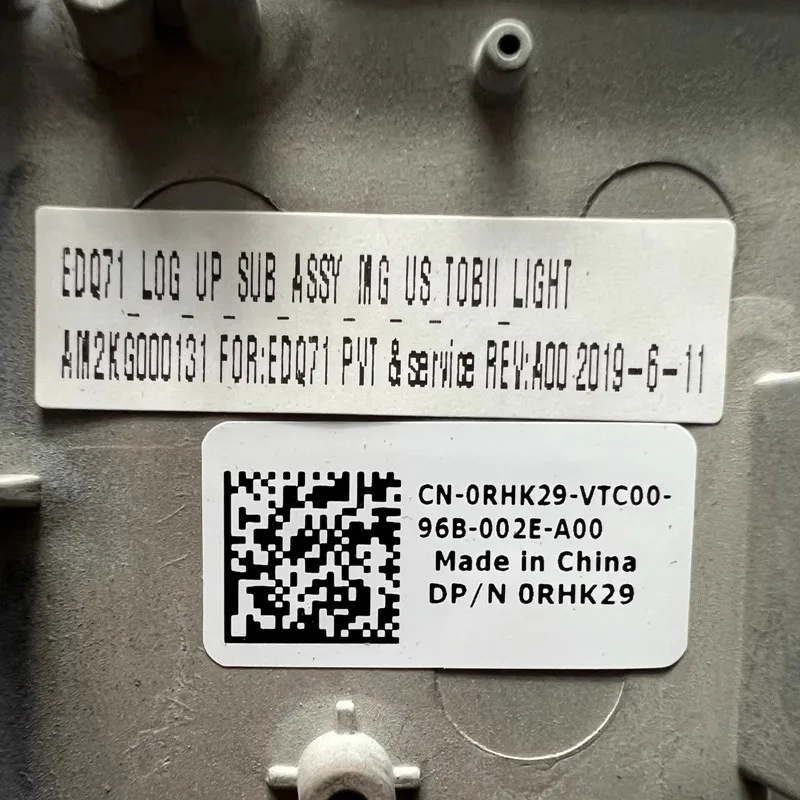 EDQ71 LOG UP SUB ASSY MG US TOBII LIGHT
AM2KG000131 FOR:EDQ71 PVT & service REV:A00 2019-6-11
CN-0RHK29-VTC00-
96B-002E-A00
Made in China
DP/N 0RHK29